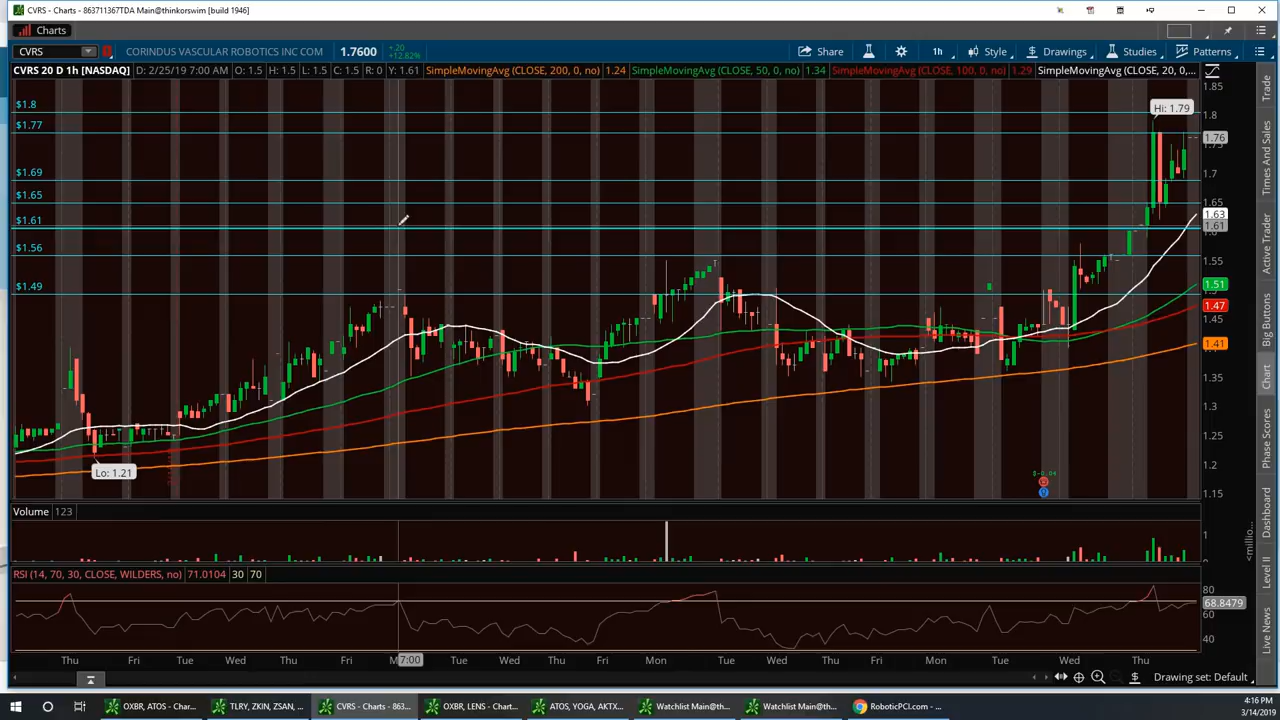 CVRS - Charts - 863711367TDA Main@thinkorswim [build 1946]
Charts
CVRS
CORINDUS VASCULAR ROBOTICS INC COM
1.7600
+.20
+12.82%
Share
1h
Style
Drawings
Studies
Patterns
CVRS 20 D 1h [NASDAQ]
D: 2/25/19 7:00 AM
O: 1.5
H: 1.5
L: 1.5
C: 1.5
R: 0
Y: 1.61
SimpleMovingAvg (CLOSE, 200, 0, no)
1.24
SimpleMovingAvg (CLOSE, 50, 0, no)
1.34
SimpleMovingAvg (CLOSE, 100, 0, no)
1.29
SimpleMovingAvg (CLOSE, 20, 0,...
$1.8
$1.77
$1.69
$1.65
$1.61
$1.56
$1.49
Hi: 1.79
Lo: 1.21
1.85
1.8
1.76
1.7
1.65
1.63
1.61
1.55
1.51
1.47
1.45
1.41
1.35
1.3
1.25
1.2
1.15
$-0.04
Volume
123
1
<millio...
RSI (14, 70, 30, CLOSE, WILDERS, no)
71.0104
30
70
80
68.8479
60
40
Thu
Fri
Tue
Wed
Thu
Fri
M
7:00
Tue
Wed
Thu
Fri
Mon
Tue
Wed
Thu
Fri
Mon
Tue
Wed
Thu
Drawing set: Default
Trade
Times And Sales
Active Trader
Big Buttons
Chart
Phase Scores
Dashboard
Level II
Live News
OXBR, ATOS - Char...
TLRY, ZKIN, ZSAN, ...
CVRS - Charts - 863...
OXBR, LENS - Chart...
ATOS, YOGA, AKTX...
Watchlist Main@th...
Watchlist Main@th...
RoboticPCI.com - ...
4:16 PM
3/14/2019